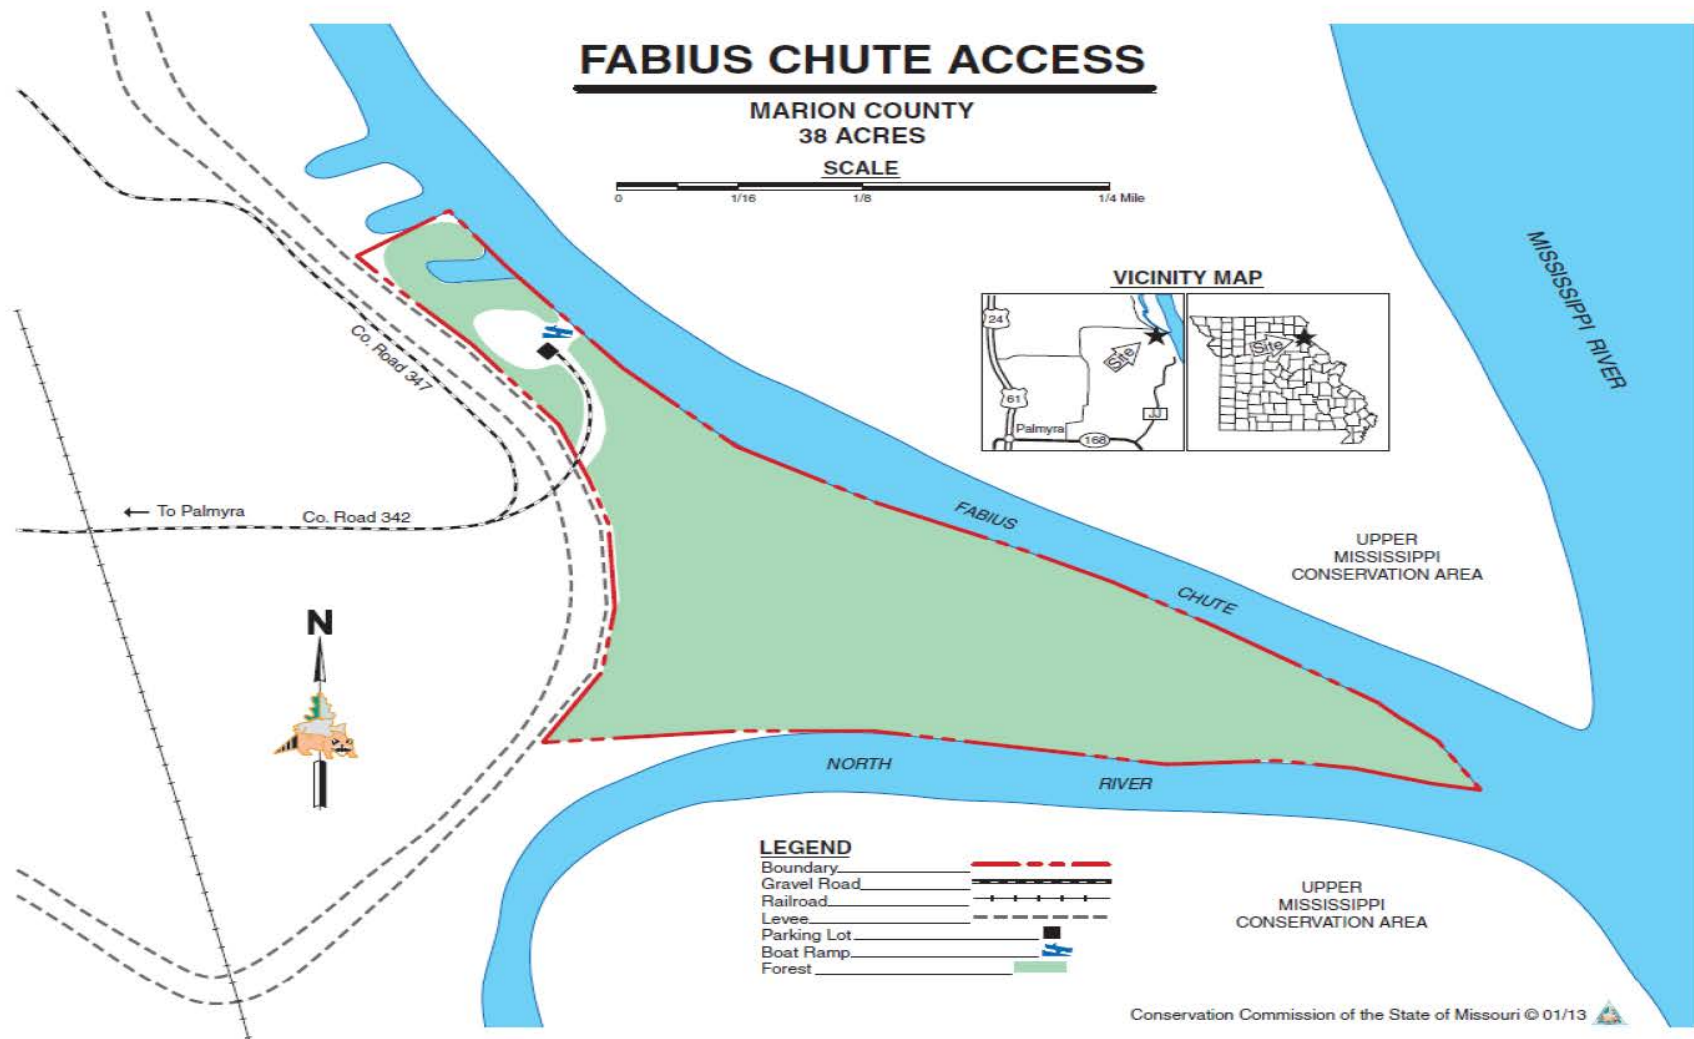 FABIUS CHUTE ACCESS
MARION COUNTY
38 ACRES
SCALE
0 1/16 1/8 1/4 Mile
MISSISSIPPI RIVER
VICINITY MAP
24
61
Palmyra
168
JJ
Site
Site
Co. Road 347
To Palmyra
Co. Road 342
FABIUS
CHUTE
UPPER
MISSISSIPPI
CONSERVATION AREA
N
NORTH
RIVER
LEGEND
Boundary
Gravel Road
Railroad
Levee
Parking Lot
Boat Ramp
Forest
UPPER
MISSISSIPPI
CONSERVATION AREA
Conservation Commission of the State of Missouri © 01/13